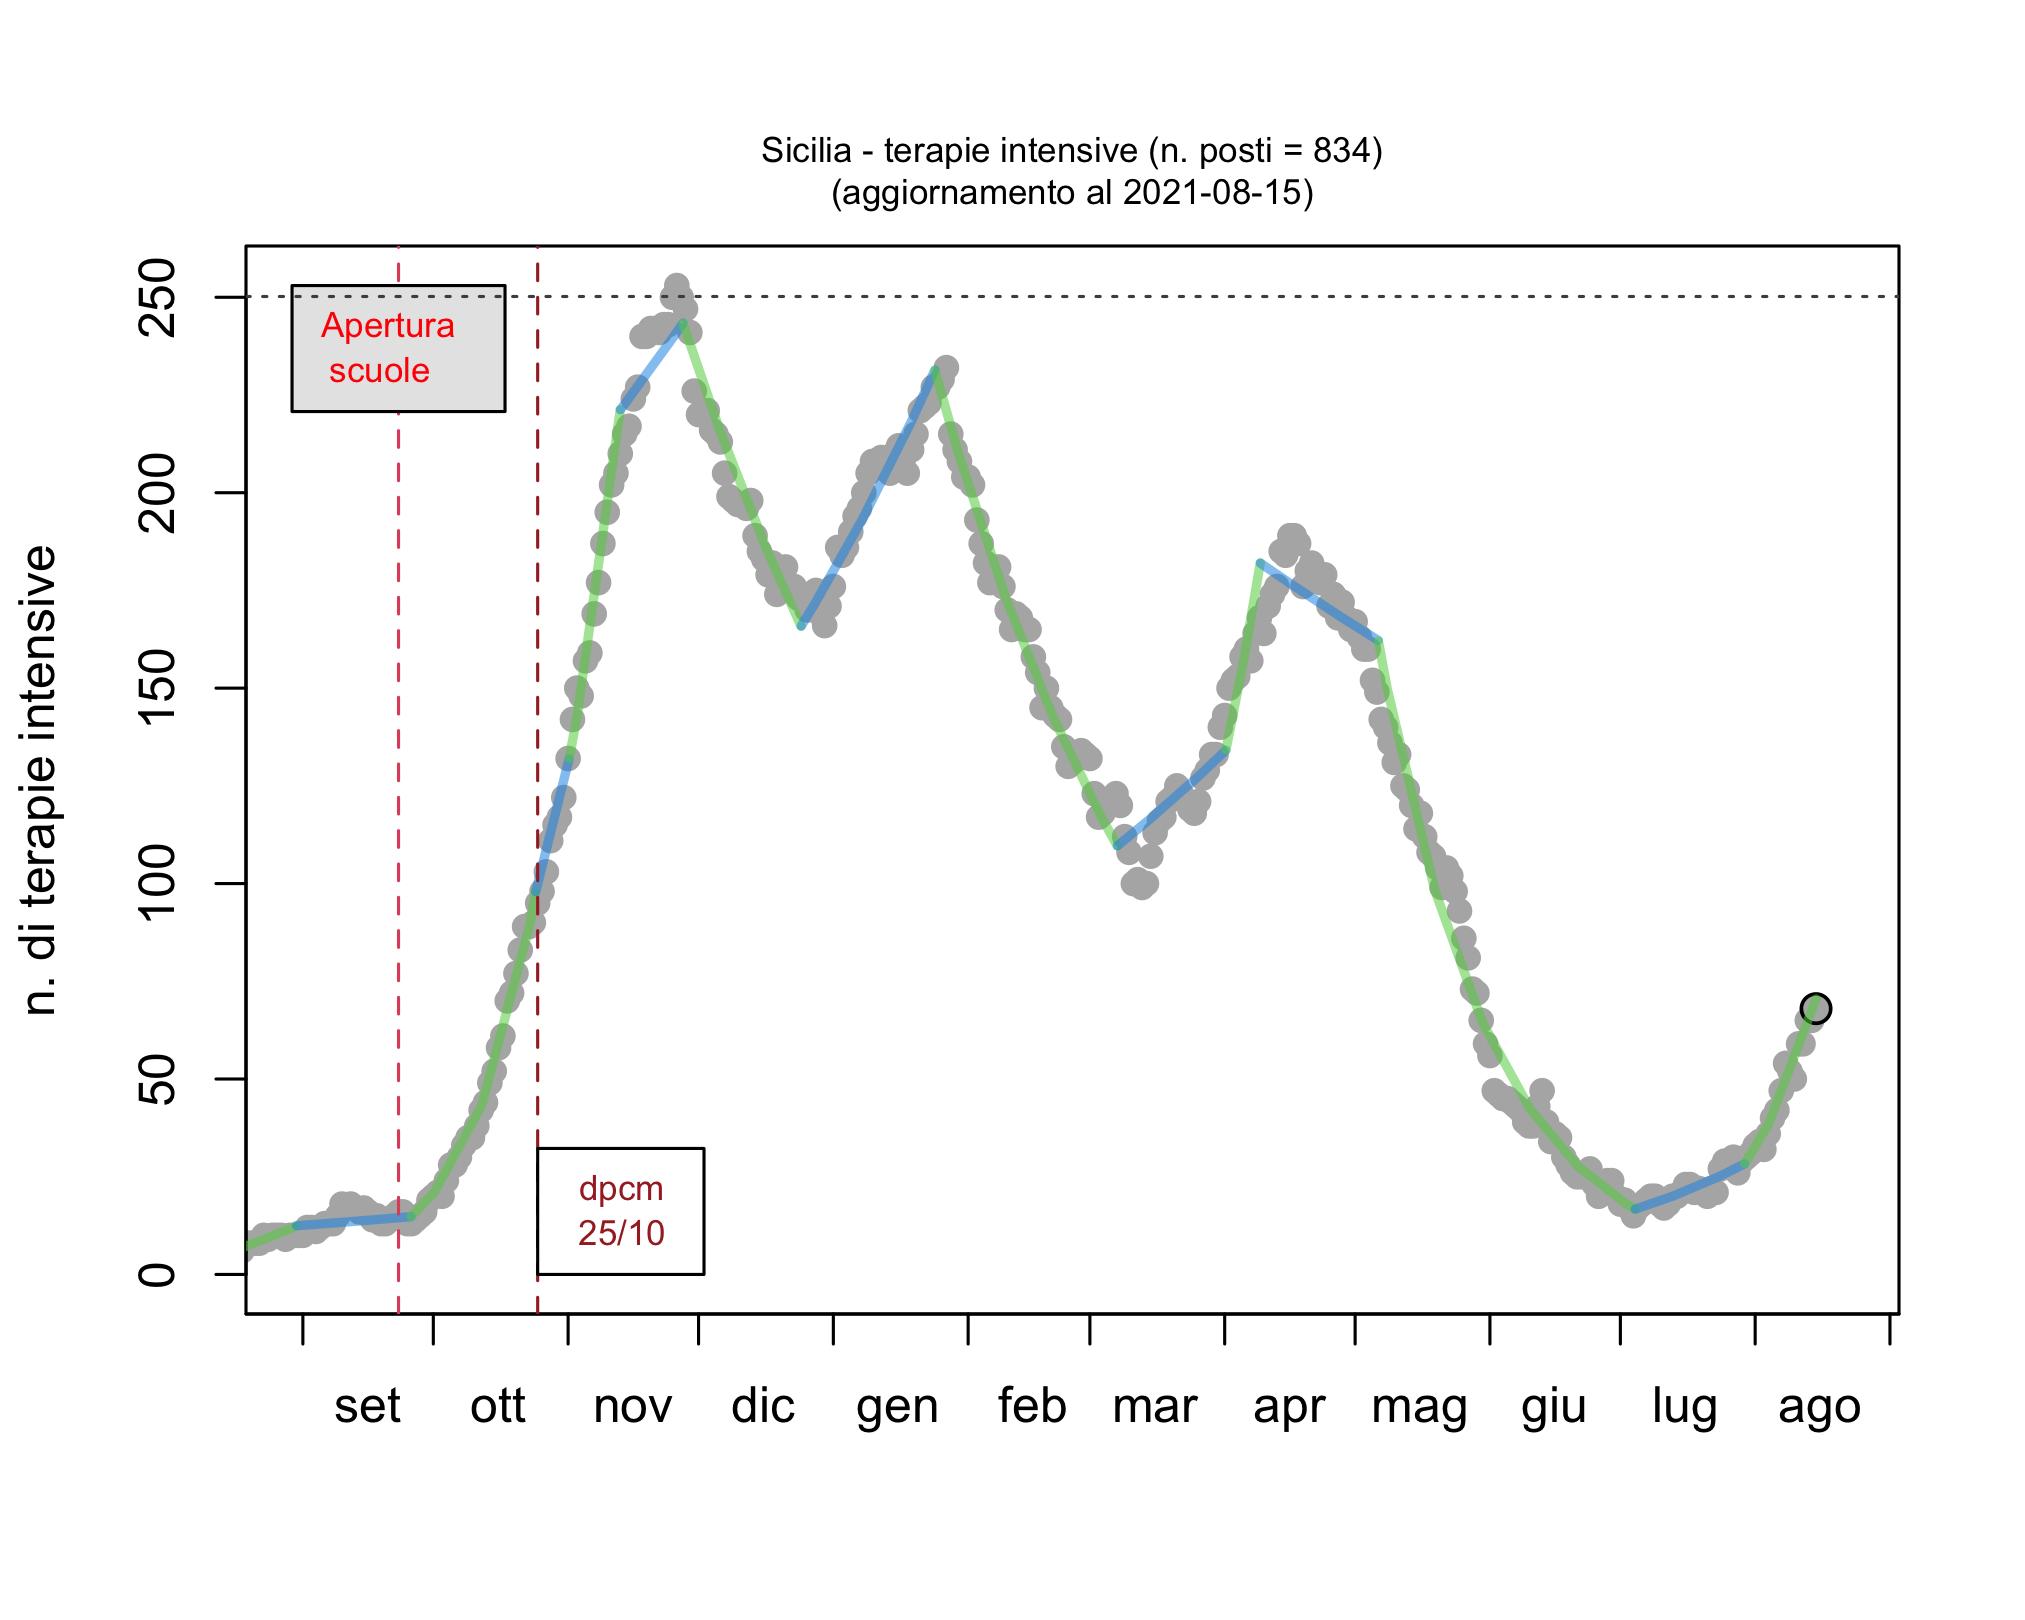 Sicilia - terapie intensive (n. posti = 834)
(aggiornamento al 2021-08-15)
n. di terapie intensive
250
200
150
100
50
0
Apertura
scuole
dpcm
25/10
set ott nov dic gen feb mar apr mag giu lug ago